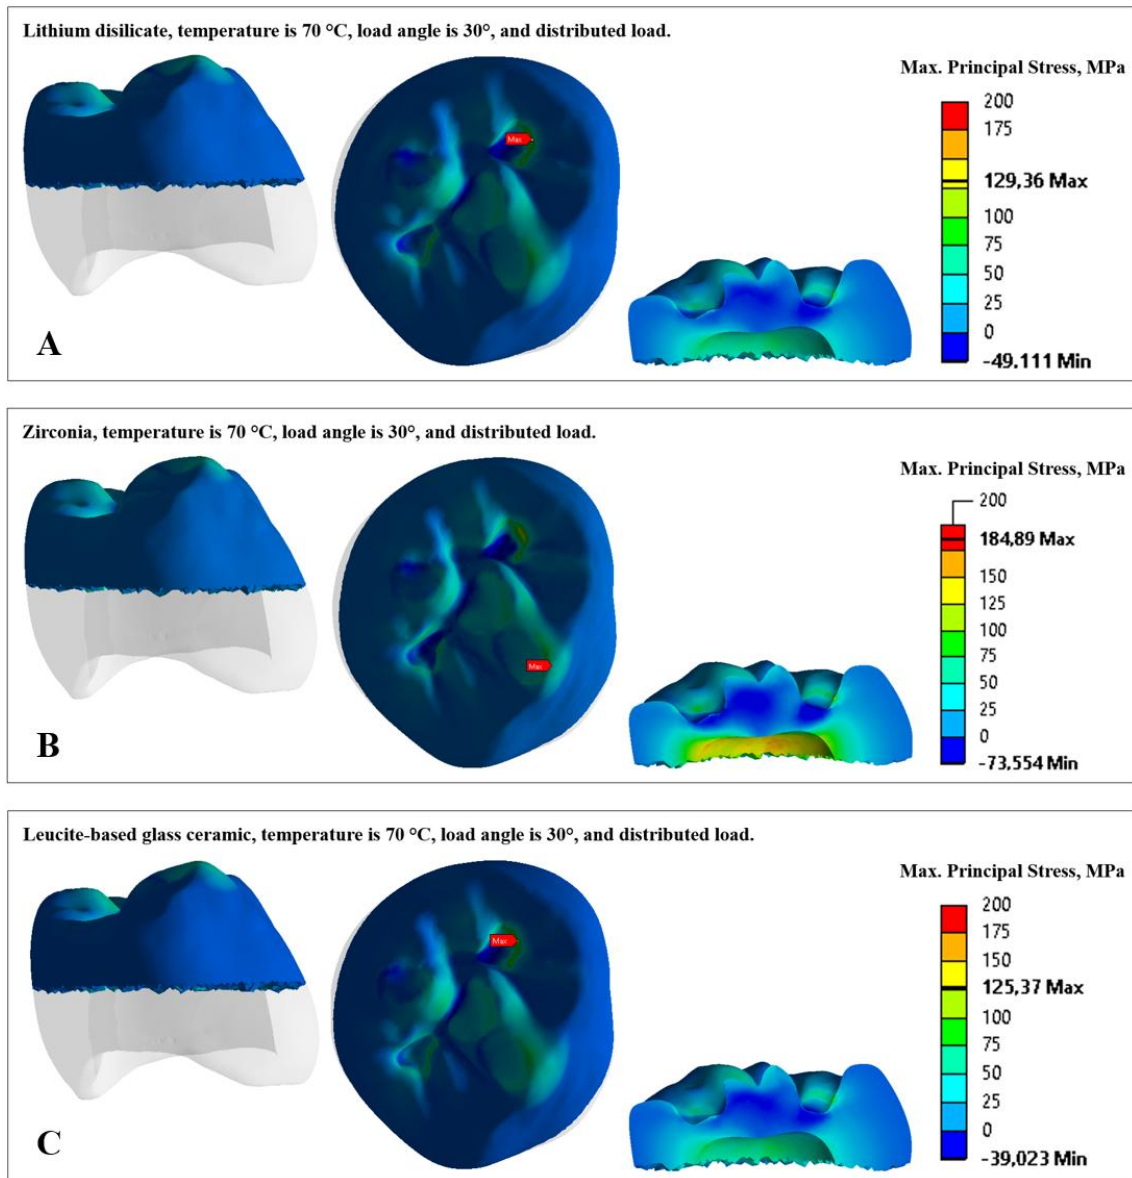 Lithium disilicate, temperature is 70 °C, load angle is 30°, and distributed load.
Max. Principal Stress, MPa
200
175
129,36 Max
100
75
50
25
0
-49.111 Min
Max
A
Zirconia, temperature is 70 °C, load angle is 30°, and distributed load.
Max. Principal Stress, MPa
200
184,89 Max
150
125
100
75
50
25
0
-73,554 Min
Max
B
Leucite-based glass ceramic, temperature is 70 °C, load angle is 30°, and distributed load.
Max. Principal Stress, MPa
200
175
150
125,37 Max
100
75
50
25
0
-39,023 Min
Max
C